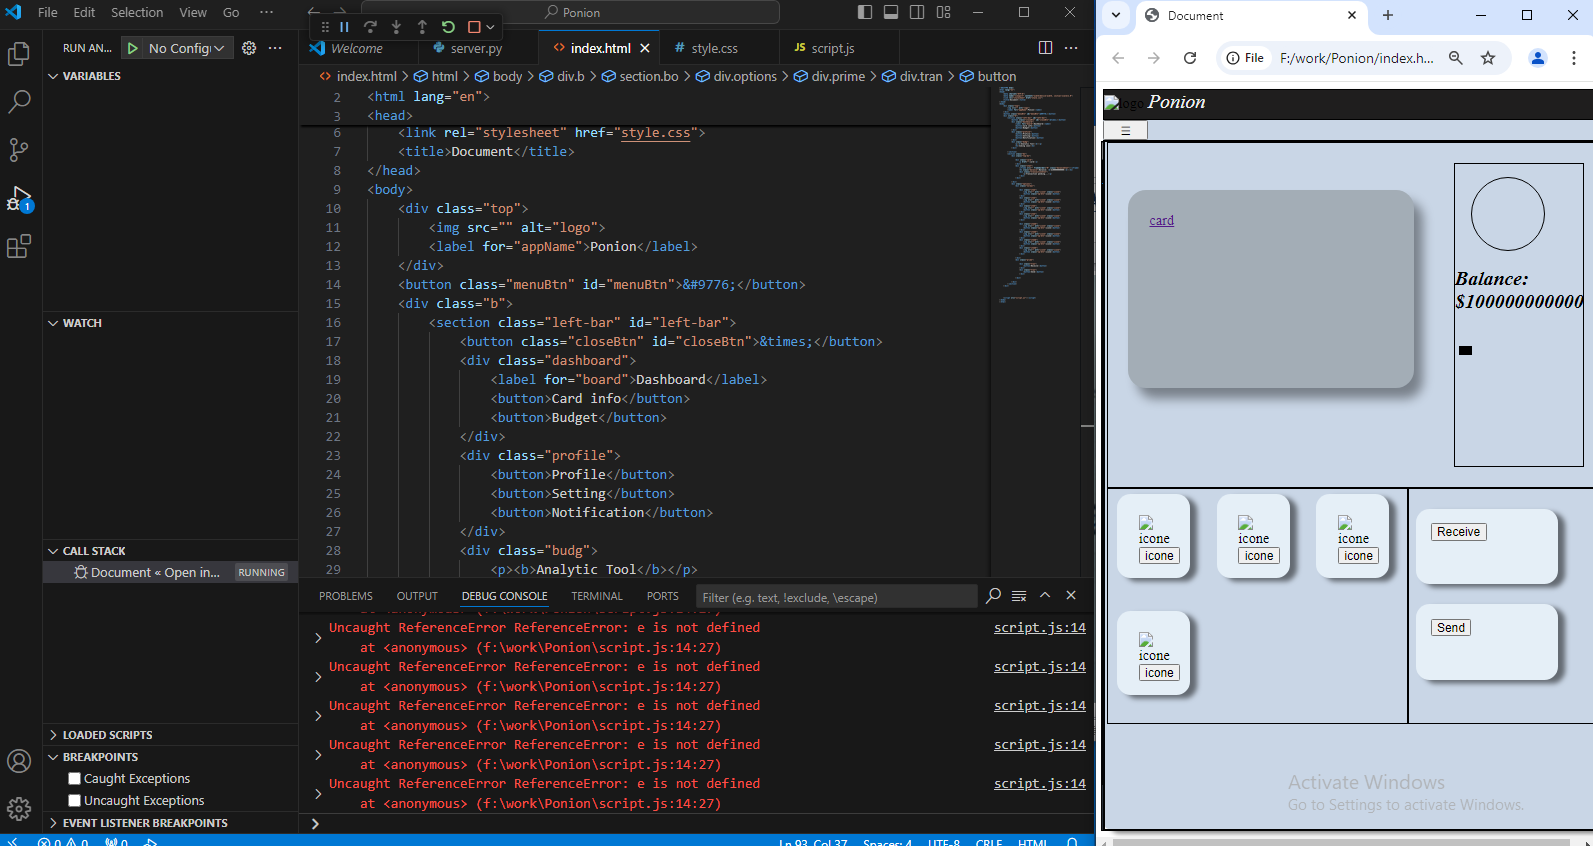 File Edit Selection View Go ··· Ponion
RUN AN... No Configu ···
VARIABLES
WATCH
CALL STACK
Document « Open in... RUNNING
LOADED SCRIPTS
BREAKPOINTS
Caught Exceptions
Uncaught Exceptions
EVENT LISTENER BREAKPOINTS
1
Welcome server.py index.html style.css JS script.js ···
index.html > html > body > div.b > section.bo > div.options > div.prime > div.tran > button
2 <html lang="en">
3 <head>
6 <link rel="stylesheet" href="style.css">
7 <title>Document</title>
8 </head>
9 <body>
10 <div class="top">
11 <img src="" alt="logo">
12 <label for="appName">Ponion</label>
13 </div>
14 <button class="menuBtn" id="menuBtn">&#9776;</button>
15 <div class="b">
16 <section class="left-bar" id="left-bar">
17 <button class="closeBtn" id="closeBtn">&times;</button>
18 <div class="dashboard">
19 <label for="board">Dashboard</label>
20 <button>Card info</button>
21 <button>Budget</button>
22 </div>
23 <div class="profile">
24 <button>Profile</button>
25 <button>Setting</button>
26 <button>Notification</button>
27 </div>
28 <div class="budg">
29 <p><b>Analytic Tool</b></p>
PROBLEMS OUTPUT DEBUG CONSOLE TERMINAL PORTS Filter (e.g. text, !exclude, \escape)
at <anonymous> (f:\work\Ponion\script.js:14:27)
Uncaught ReferenceError ReferenceError: e is not defined script.js:14
at <anonymous> (f:\work\Ponion\script.js:14:27)
Uncaught ReferenceError ReferenceError: e is not defined script.js:14
at <anonymous> (f:\work\Ponion\script.js:14:27)
Uncaught ReferenceError ReferenceError: e is not defined script.js:14
at <anonymous> (f:\work\Ponion\script.js:14:27)
Uncaught ReferenceError ReferenceError: e is not defined script.js:14
at <anonymous> (f:\work\Ponion\script.js:14:27)
Uncaught ReferenceError ReferenceError: e is not defined script.js:14
at <anonymous> (f:\work\Ponion\script.js:14:27)
0 0 0 Ln 93, Col 37 Spaces: 4 UTF-8 CRLF HTML
Document
File F:/work/Ponion/index.h...
logo Ponion
☰
card
Balance:
$100000000000
icone icone icone
icone icone icone
Receive
Send
icone
icone
Activate Windows
Go to Settings to activate Windows.